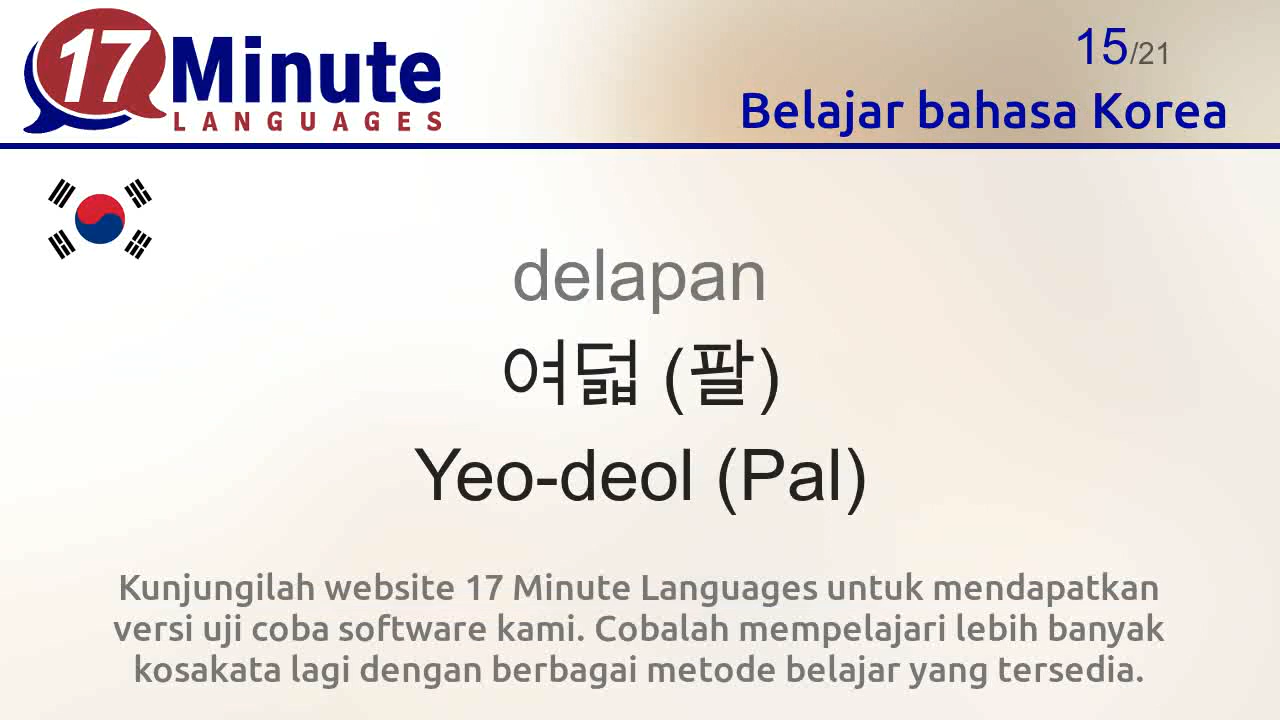 17 Minute
LANGUAGES
15/21
Belajar bahasa Korea
delapan
여덟 (팔)
Yeo-deol (Pal)
Kunjungilah website 17 Minute Languages untuk mendapatkan
versi uji coba software kami. Cobalah mempelajari lebih banyak
kosakata lagi dengan berbagai metode belajar yang tersedia.